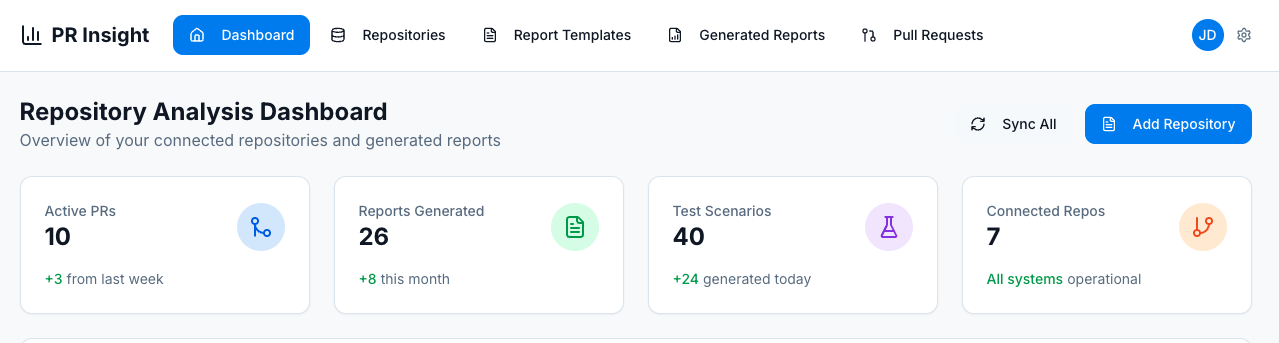 PR Insight
Dashboard
Repositories
Report Templates
Generated Reports
Pull Requests
JD
Repository Analysis Dashboard
Overview of your connected repositories and generated reports
Sync All
Add Repository
Active PRs
10
+3 from last week
Reports Generated
26
+8 this month
Test Scenarios
40
+24 generated today
Connected Repos
7
All systems operational